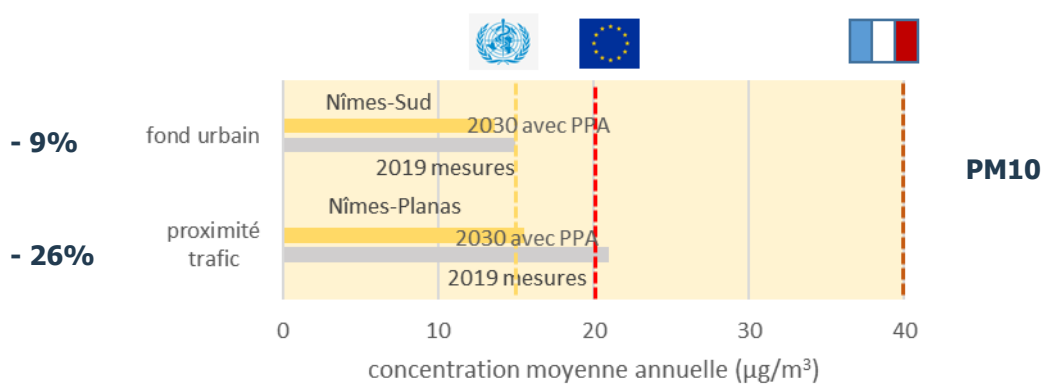 Nîmes-Sud
- 9%
fond urbain
2030 avec PPA
2019 mesures
PM10
Nîmes-Planas
- 26%
proximité
trafic
2030 avec PPA
2019 mesures
0 10 20 30 40
concentration moyenne annuelle (µg/m³)